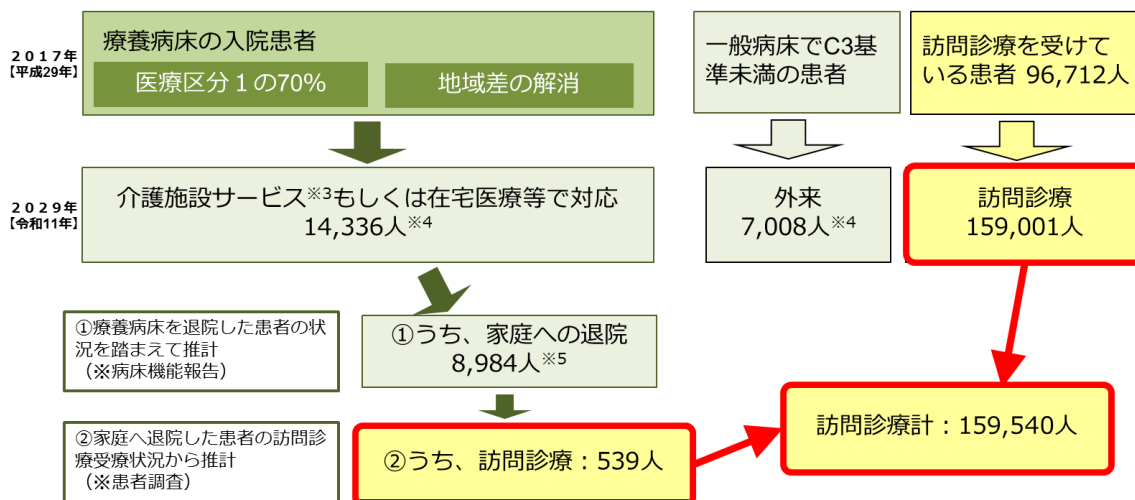 2017年
【平成29年】
療養病床の入院患者
医療区分１の70%
地域差の解消
一般病床でC3基
準未満の患者
訪問診療を受けて
いる患者 96,712人
2029年
【令和11年】
介護施設サービス※3もしくは在宅医療等で対応
14,336人※4
外来
7,008人※4
訪問診療
159,001人
①療養病床を退院した患者の状
況を踏まえて推計
（※病床機能報告）
①うち、家庭への退院
8,984人※5
②家庭へ退院した患者の訪問診
療受療状況から推計
（※患者調査）
②うち、訪問診療：539人
訪問診療計：159,540人